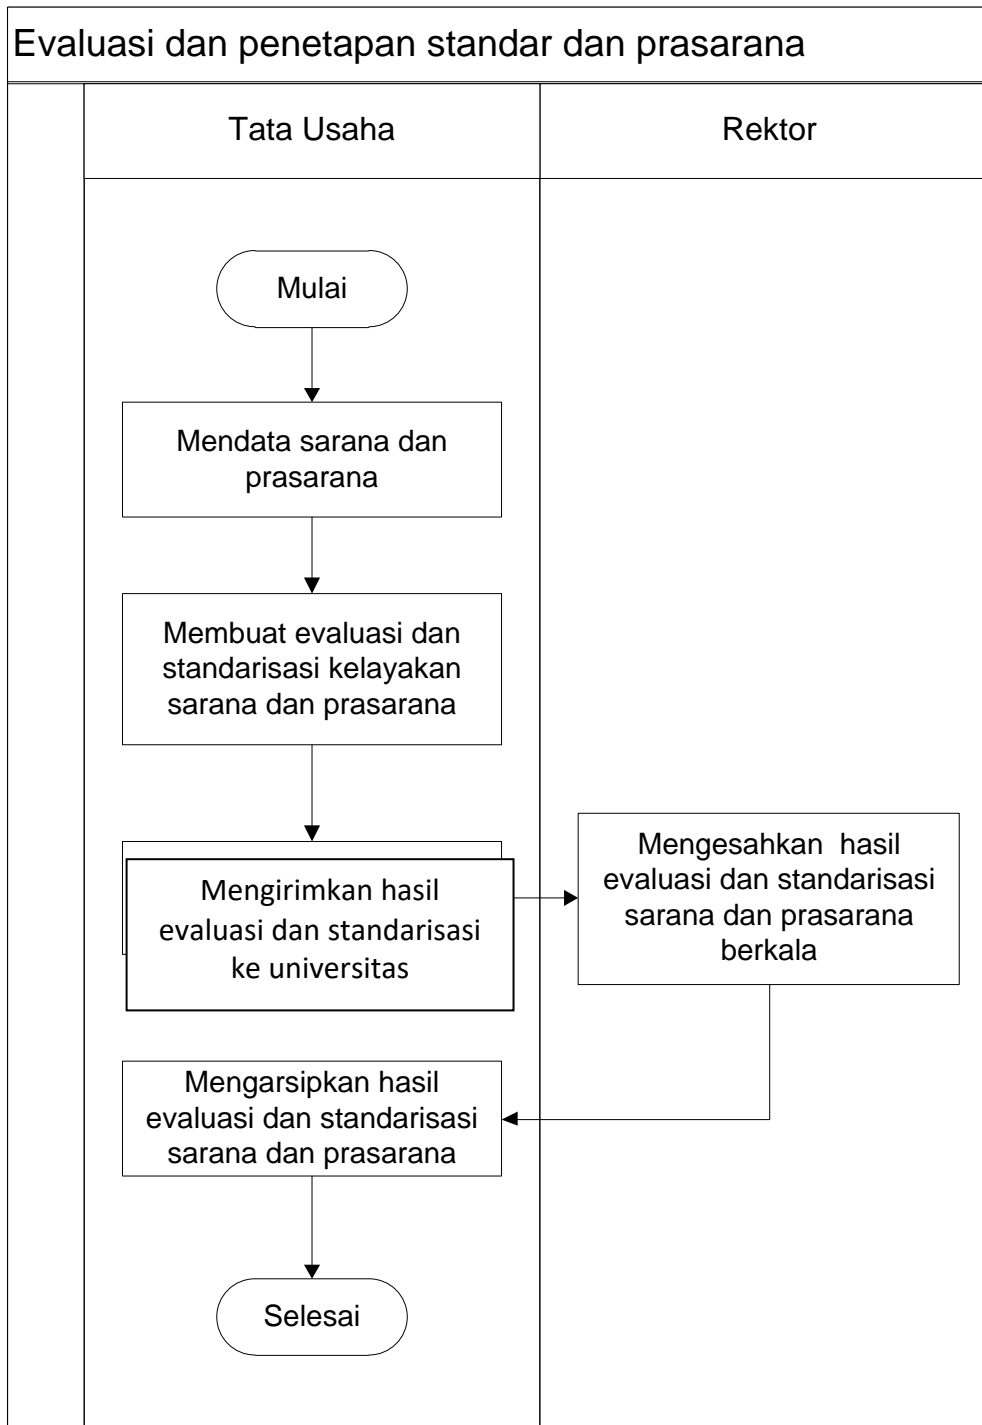 Evaluasi dan penetapan standar dan prasarana
Tata Usaha
Rektor
Mulai
Mendata sarana dan
prasarana
Membuat evaluasi dan
standarisasi kelayakan
sarana dan prasarana
Mengirimkan hasil
evaluasi dan standarisasi
ke universitas
Mengesahkan hasil
evaluasi dan standarisasi
sarana dan prasarana
berkala
Mengarsipkan hasil
evaluasi dan standarisasi
sarana dan prasarana
Selesai